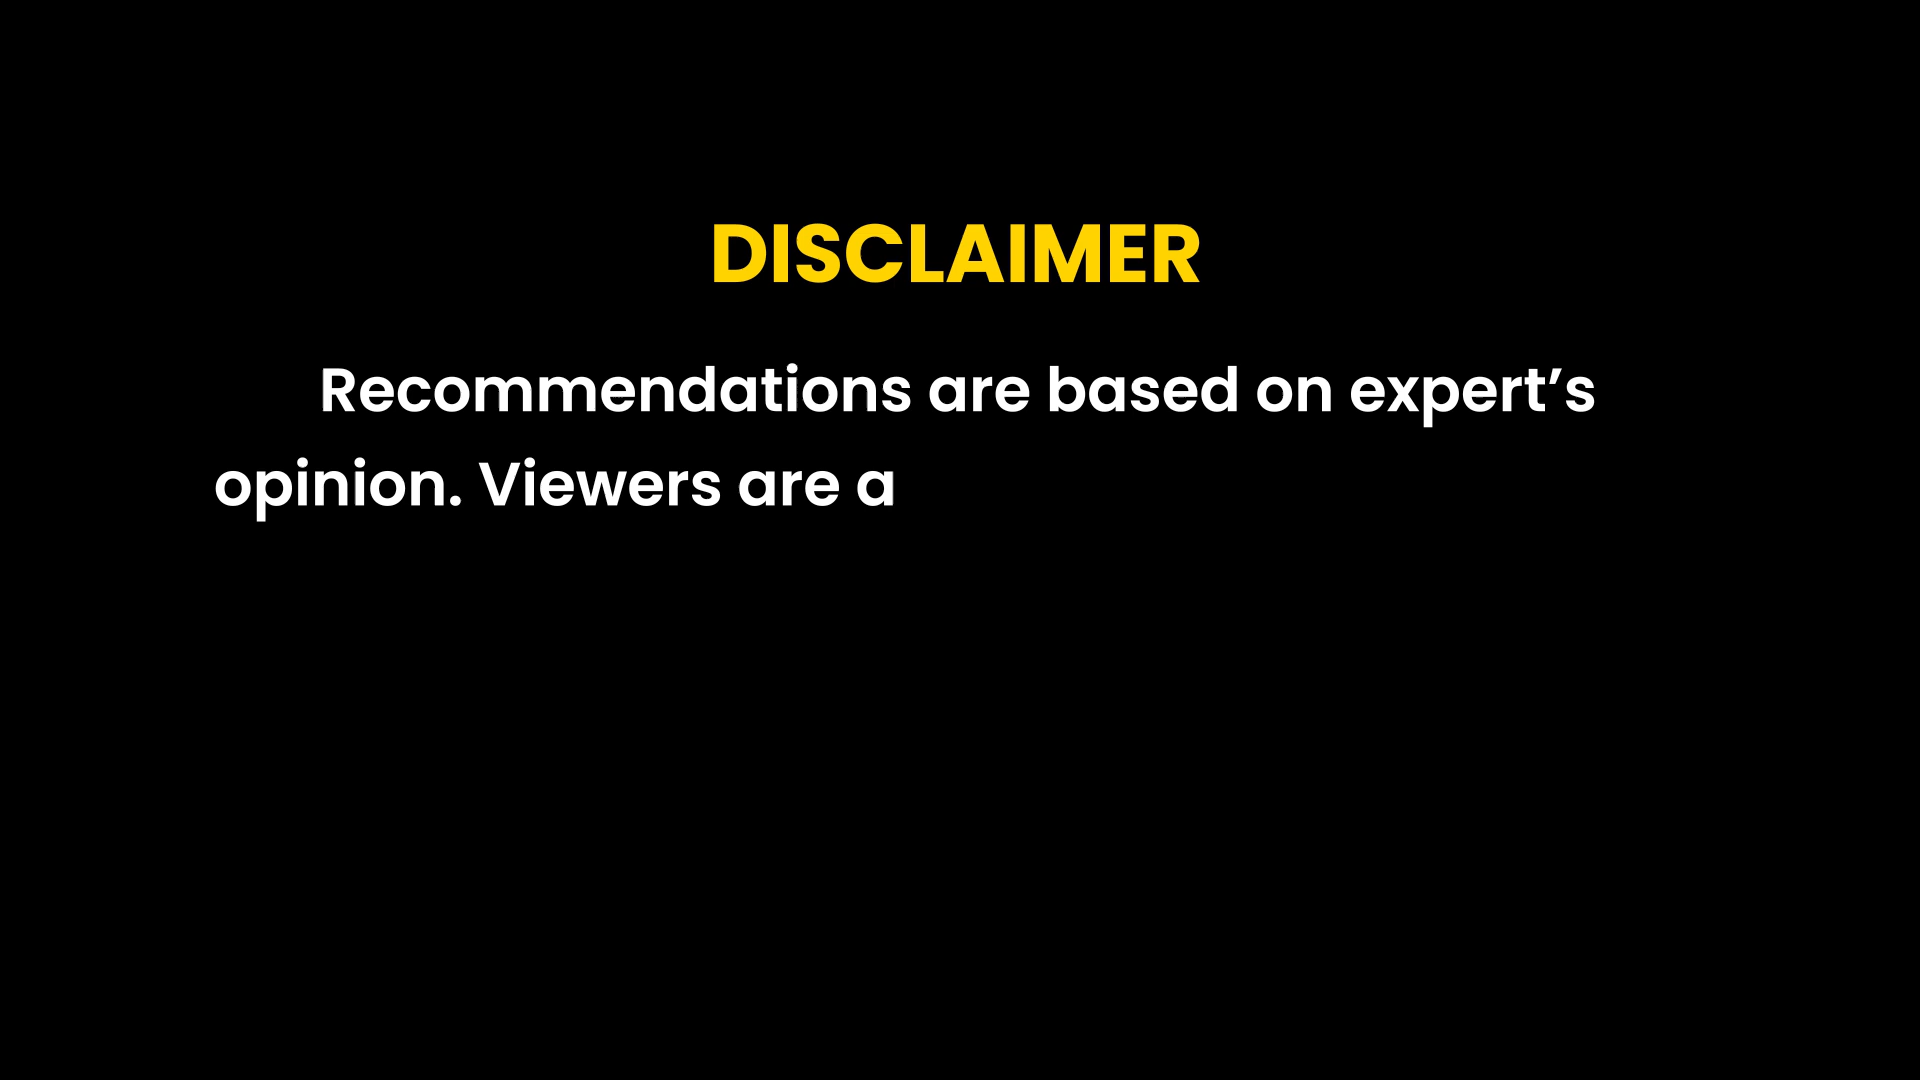 DISCLAIMER
Recommendations are based on expert’s
opinion. Viewers are a